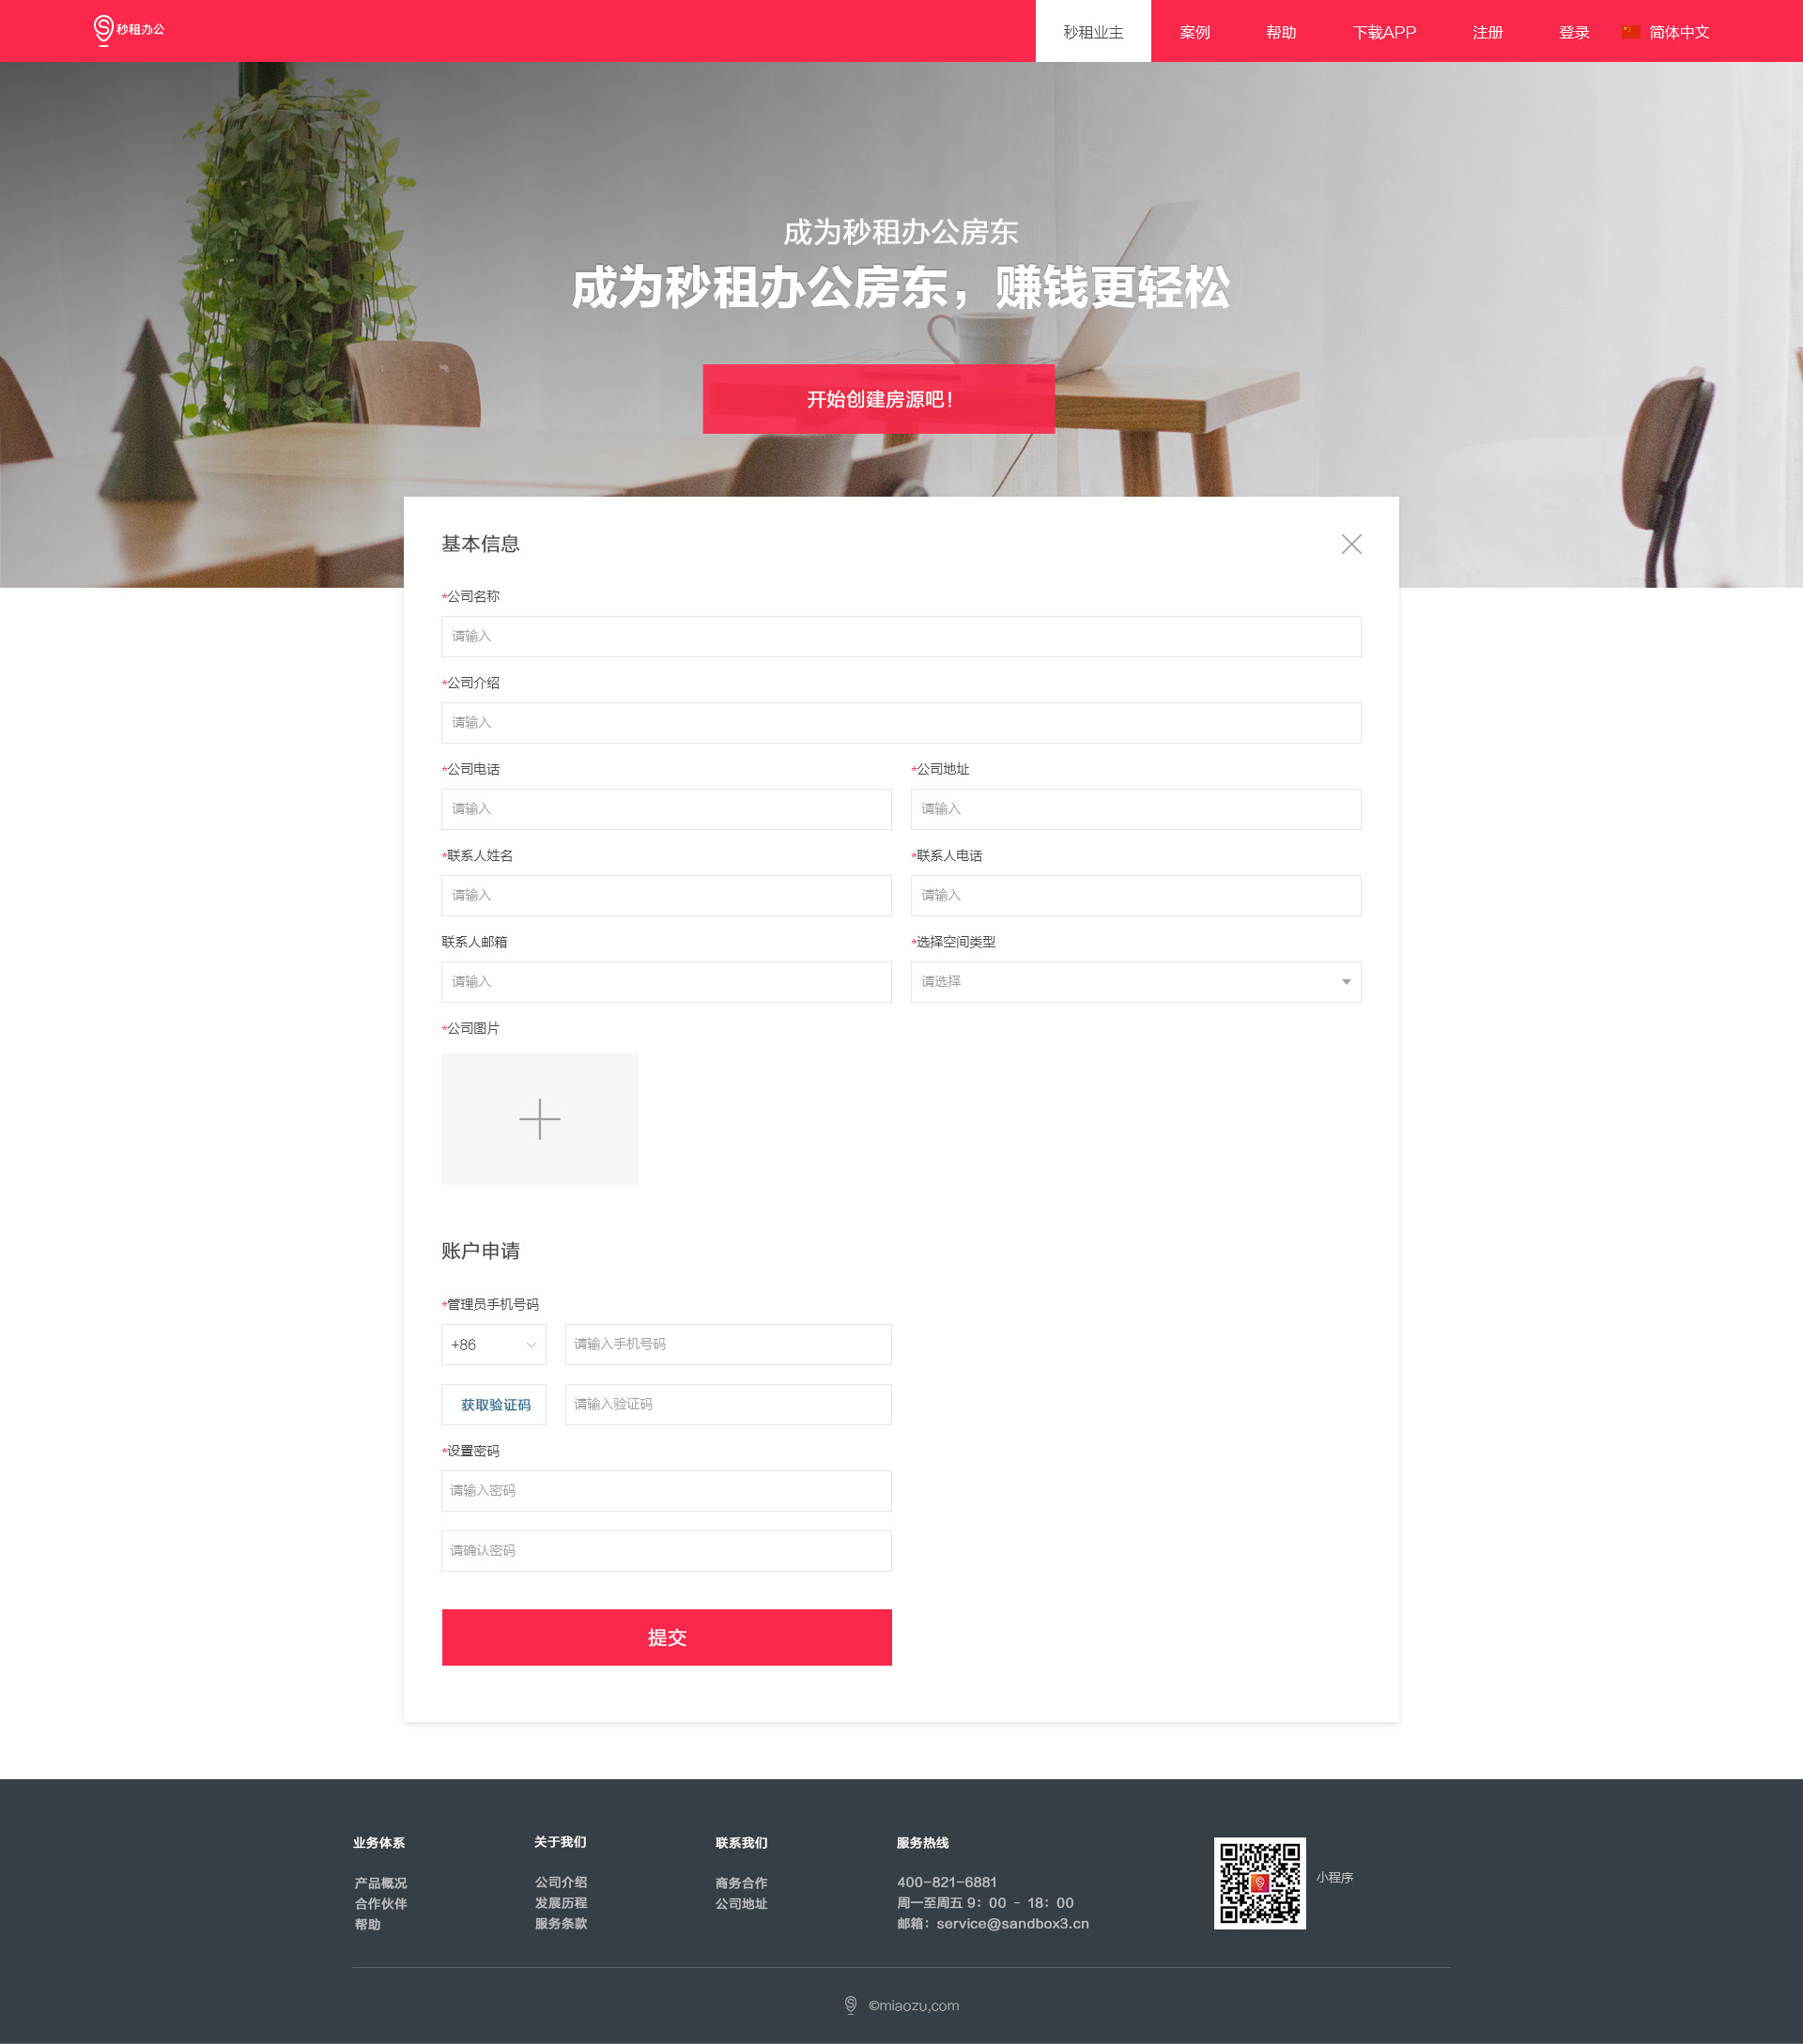 秒租办公
秒租业主 案例 帮助 下载APP 注册 登录 简体中文
成为秒租办公房东
成为秒租办公房东，赚钱更轻松
开始创建房源吧！
基本信息
*公司名称
请输入
*公司介绍
请输入
*公司电话 *公司地址
请输入 请输入
*联系人姓名 *联系人电话
请输入 请输入
联系人邮箱 *选择空间类型
请输入 请选择
*公司图片
账户申请
*管理员手机号码
+86 请输入手机号码
获取验证码 请输入验证码
*设置密码
请输入密码
请确认密码
提交
业务体系 关于我们 联系我们 服务热线
产品概况 公司介绍 商务合作 400-821-6881 小程序
合作伙伴 发展历程 公司地址 周一至周五 9：00 - 18：00
帮助 服务条款 邮箱：service@sandbox3.cn
©miaozu,com